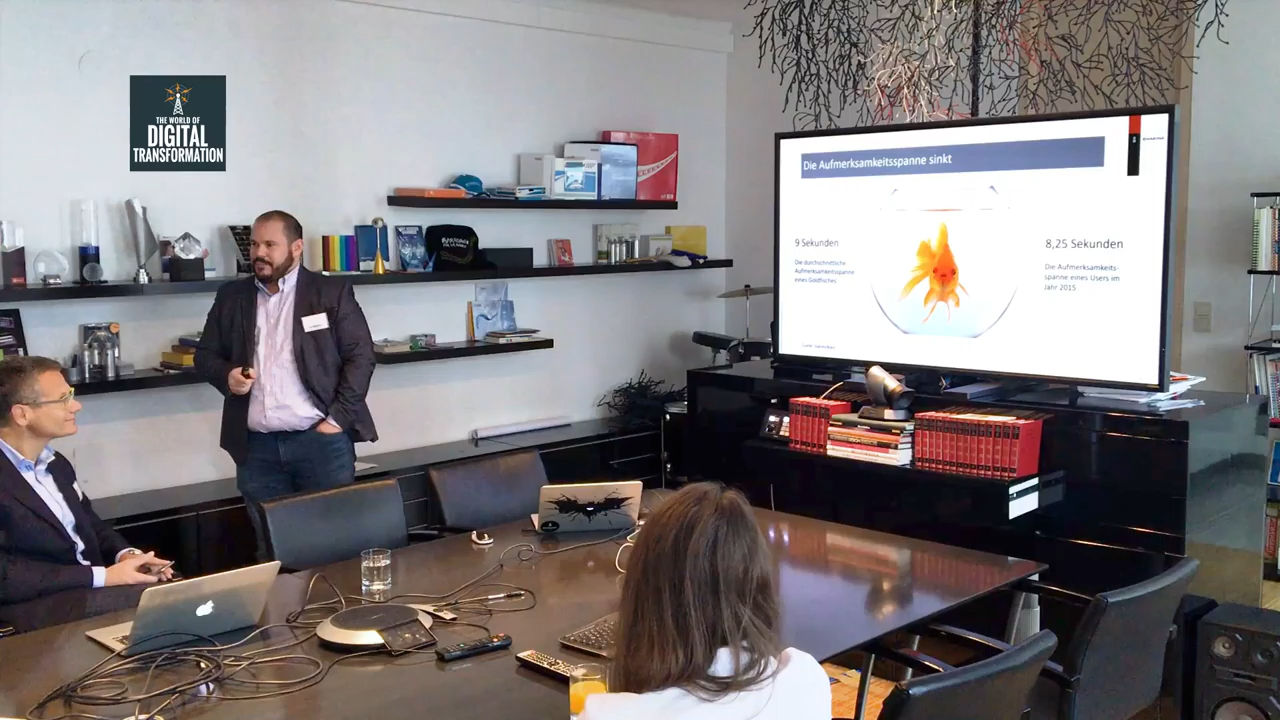 THE WORLD OF
DIGITAL
TRANSFORMATION
Die Aufmerksamkeitsspanne sinkt
9 Sekunden
Die durchschnittliche
Aufmerksamkeitsspanne
eines Goldfisches
8,25 Sekunden
Die Aufmerksamkeits-
spanne eines Users im
Jahr 2015